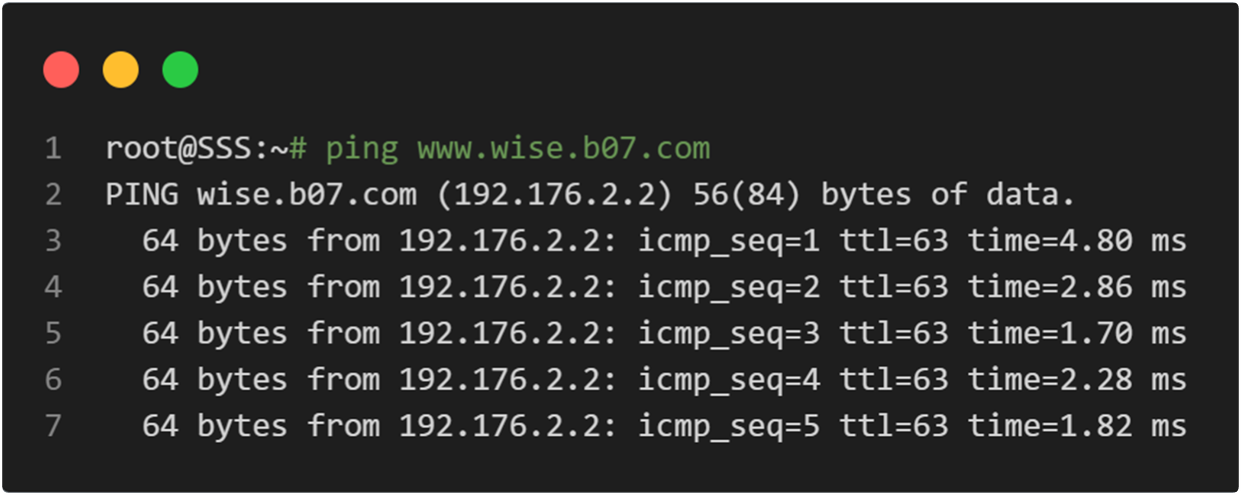 1 root@SSS:~# ping www.wise.b07.com
2 PING wise.b07.com (192.176.2.2) 56(84) bytes of data.
3 64 bytes from 192.176.2.2: icmp_seq=1 ttl=63 time=4.80 ms
4 64 bytes from 192.176.2.2: icmp_seq=2 ttl=63 time=2.86 ms
5 64 bytes from 192.176.2.2: icmp_seq=3 ttl=63 time=1.70 ms
6 64 bytes from 192.176.2.2: icmp_seq=4 ttl=63 time=2.28 ms
7 64 bytes from 192.176.2.2: icmp_seq=5 ttl=63 time=1.82 ms